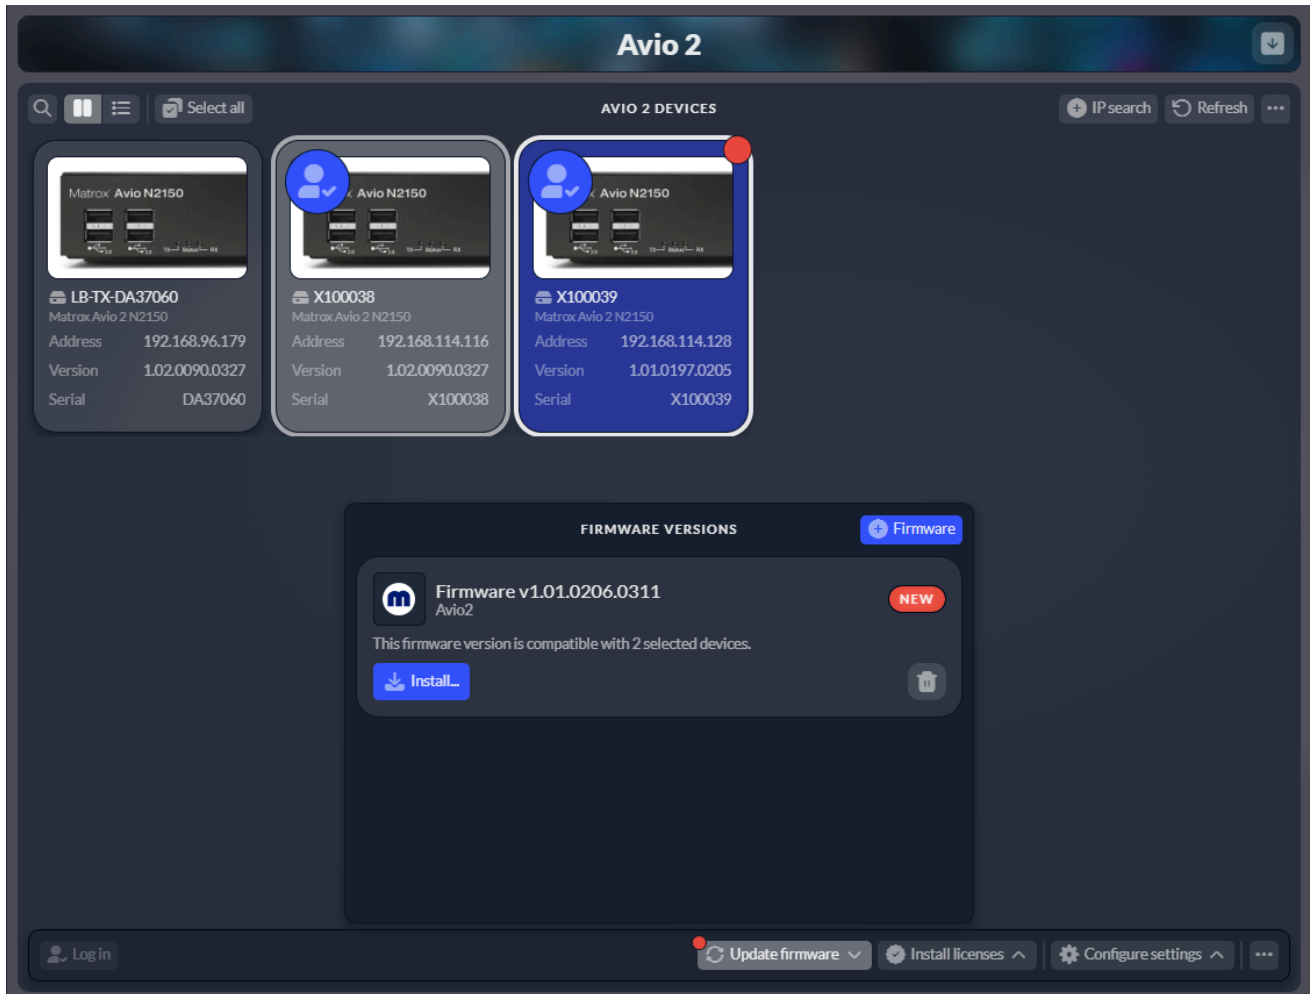 Avio 2
Select all
AVIO 2 DEVICES
IP search
Refresh
Matrox Avio N2150
LB-TX-DA37060
Matrox Avio 2 N2150
Address 192.168.96.179
Version 1.02.0090.0327
Serial DA37060
Avio N2150
X100038
Matrox Avio 2 N2150
Address 192.168.114.116
Version 1.02.0090.0327
Serial X100038
Avio N2150
X100039
Matrox Avio 2 N2150
Address 192.168.114.128
Version 1.01.0197.0205
Serial X100039
FIRMWARE VERSIONS
Firmware
m
Firmware v1.01.0206.0311
Avio2
NEW
This firmware version is compatible with 2 selected devices.
Install...
Log in
Update firmware
Install licenses
Configure settings